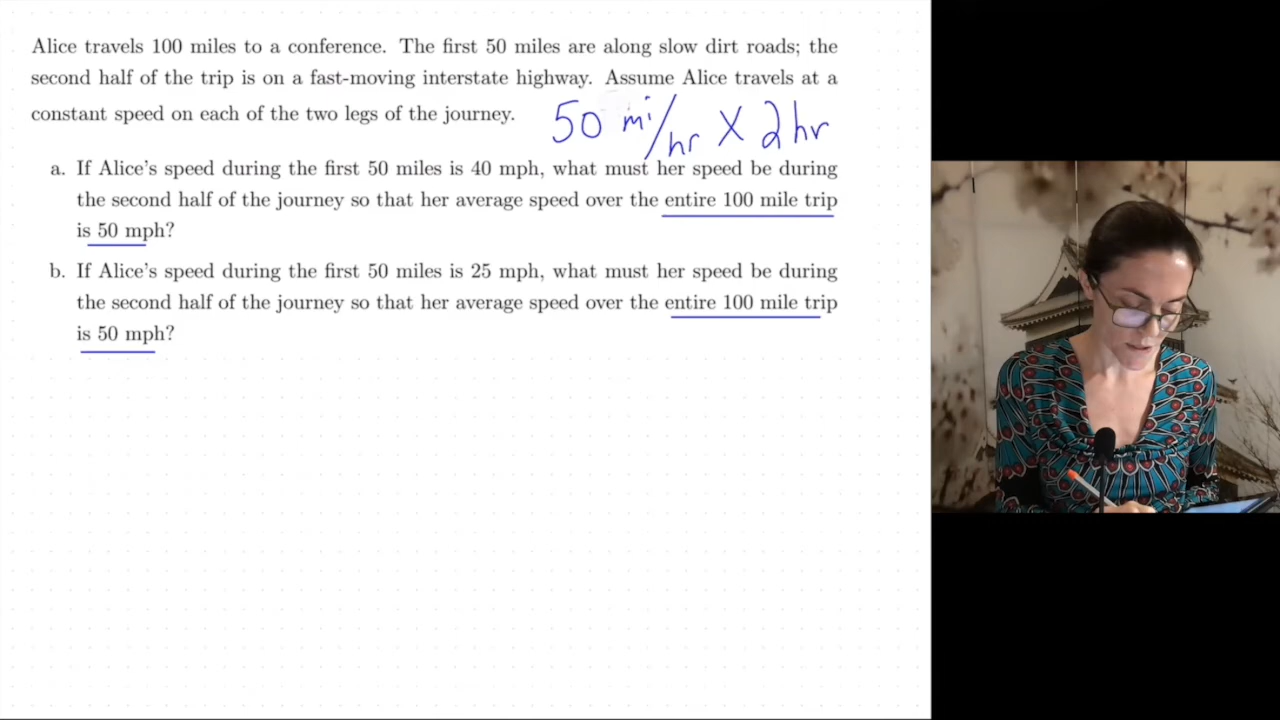 Alice travels 100 miles to a conference. The first 50 miles are along slow dirt roads; the
second half of the trip is on a fast-moving interstate highway. Assume Alice travels at a
constant speed on each of the two legs of the journey.
50 mi/hr X 2hr
a. If Alice's speed during the first 50 miles is 40 mph, what must her speed be during
the second half of the journey so that her average speed over the entire 100 mile trip
is 50 mph?
b. If Alice's speed during the first 50 miles is 25 mph, what must her speed be during
the second half of the journey so that her average speed over the entire 100 mile trip
is 50 mph?